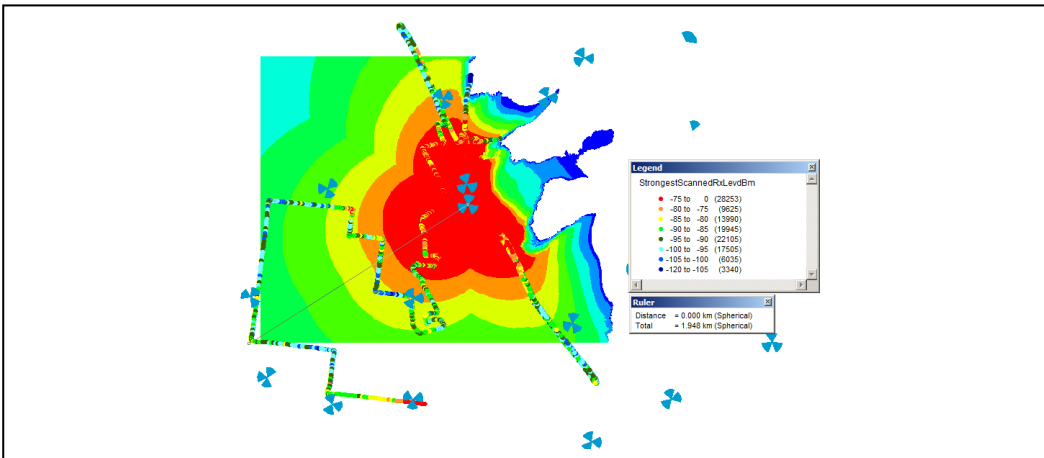 Legend
StrongestScannedRxLevdBm
-75 to 0 (28253)
-80 to -75 (9625)
-85 to -80 (13990)
-90 to -85 (19945)
-95 to -90 (22105)
-100 to -95 (17505)
-105 to -100 (6035)
-120 to -105 (3340)
Ruler
Distance = 0.000 km (Spherical)
Total = 1.948 km (Spherical)